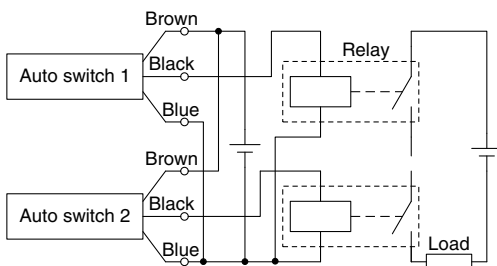 Brown
Relay
Auto switch 1
Black
Blue
Brown
Auto switch 2
Black
Blue
Load